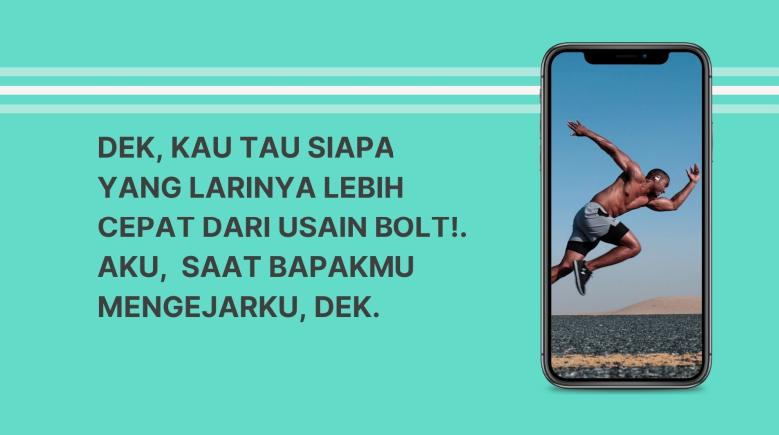 DEK, KAU TAU SIAPA
YANG LARINYA LEBIH
CEPAT DARI USAIN BOLT!.
AKU,  SAAT BAPAKMU
MENGEJARKU, DEK.